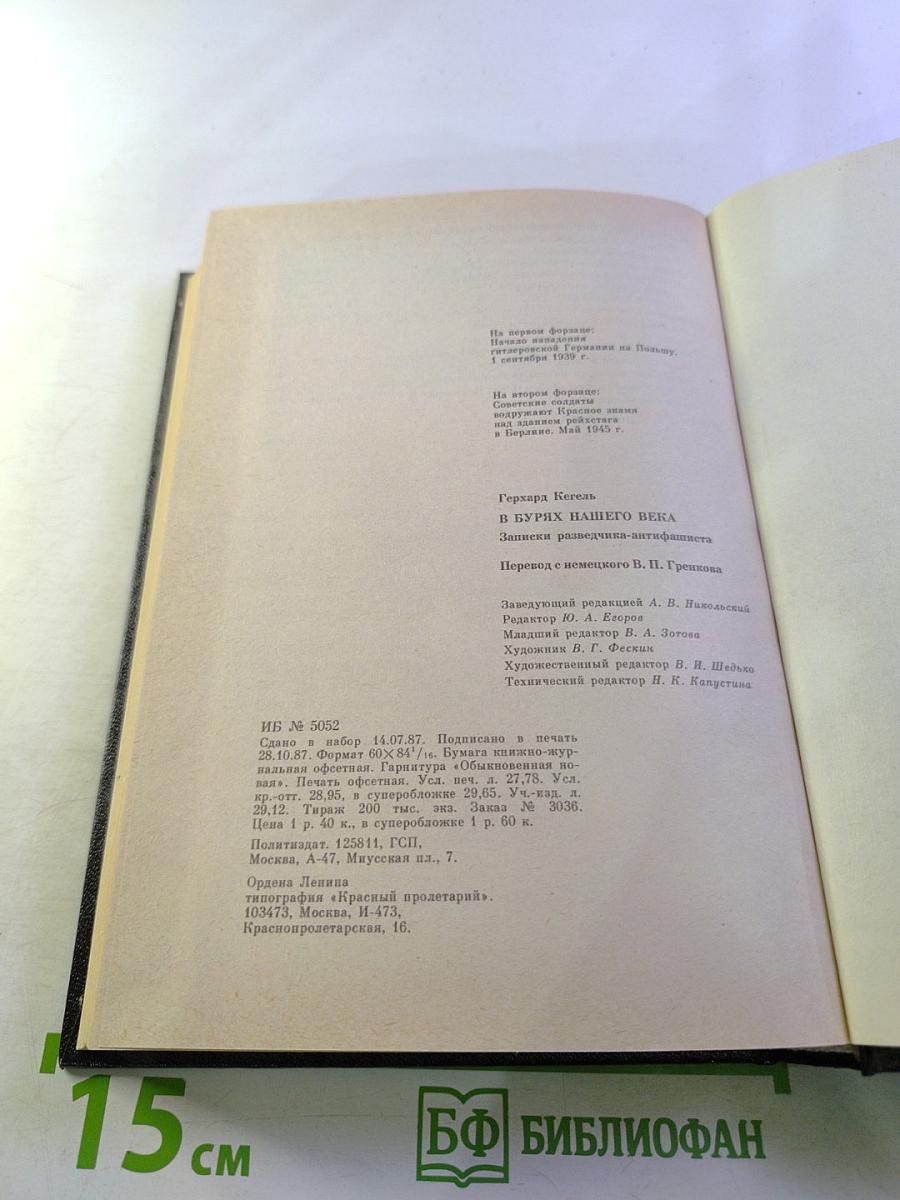 На первом форзаце:
Начало нападения
гитлеровской Германии на Польшу.
1 сентября 1939 г.
На втором форзаце:
Советские солдаты
водружают Красное знамя
над зданием рейхстага
в Берлине. Май 1945 г.
Герхард Кегель
В БУРЯХ НАШЕГО ВЕКА
Записки разведчика-антифашиста
Перевод с немецкого В. П. Гренкова
Заведующий редакцией А. В. Никольский
Редактор Ю. А. Егоров
Младший редактор В. А. Зотова
Художник В. Г. Фескин
Художественный редактор В. И. Шедько
Технический редактор Н. К. Капустина
ИБ № 5052
Сдано в набор 14.07.87. Подписано в печать
28.10.87. Формат 60×84¹/₁₆. Бумага книжно-жур-
нальная офсетная. Гарнитура «Обыкновенная но-
вая». Печать офсетная. Усл. печ. л. 27,78. Усл.
кр.-отт. 28,95, в суперобложке 29,65. Уч.-изд. л.
29,12. Тираж 200 тыс. экз. Заказ № 3036.
Цена 1 р. 40 к., в суперобложке 1 р. 60 к.
Политиздат. 125811, ГСП,
Москва, А-47, Миусская пл., 7.
Ордена Ленина
типография «Красный пролетарий».
103473, Москва, И-473,
Краснопролетарская, 16.
15 см
БФ БИБЛИОФАН